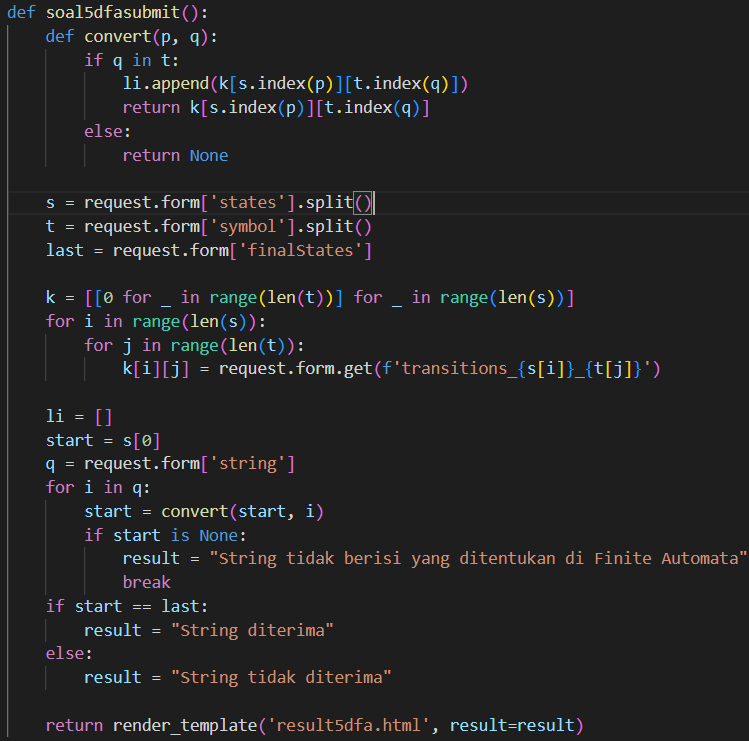 def soal5dfasubmit():
    def convert(p, q):
        if q in t:
            li.append(k[s.index(p)][t.index(q)])
            return k[s.index(p)][t.index(q)]
        else:
            return None
    s = request.form['states'].split()
    t = request.form['symbol'].split()
    last = request.form['finalStates']
    k = [[0 for _ in range(len(t))] for _ in range(len(s))]
    for i in range(len(s)):
        for j in range(len(t)):
            k[i][j] = request.form.get(f'transitions_{s[i]}_{t[j]}')
    li = []
    start = s[0]
    q = request.form['string']
    for i in q:
        start = convert(start, i)
        if start is None:
            result = "String tidak berisi yang ditentukan di Finite Automata"
            break
    if start == last:
        result = "String diterima"
    else:
        result = "String tidak diterima"
    return render_template('result5dfa.html', result=result)